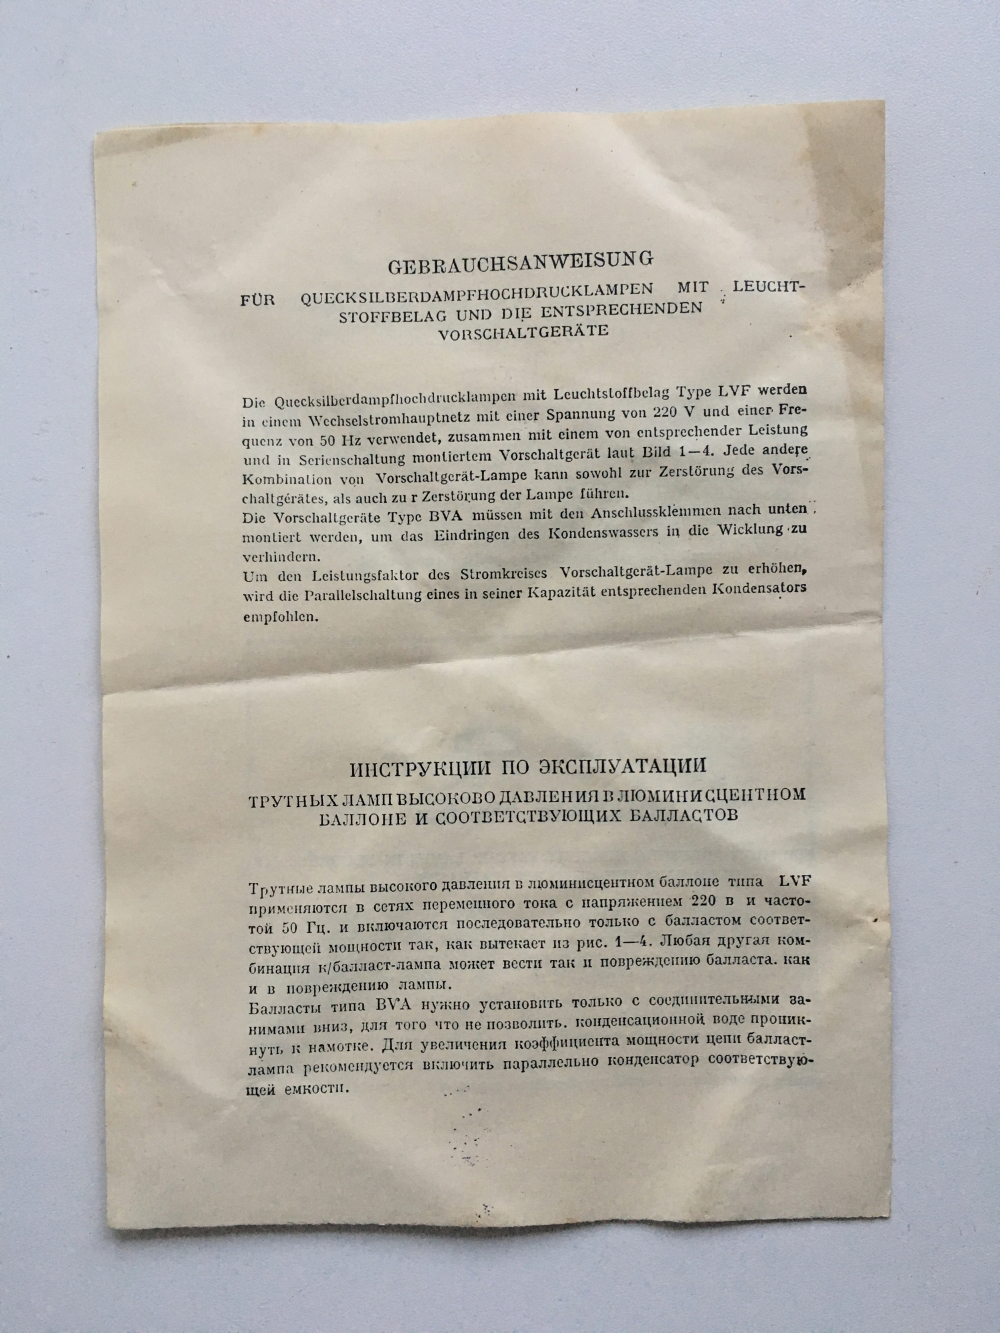 GEBRAUCHSANWEISUNG
FÜR QUECKSILBERDAMPFHOCHDRUCKLAMPEN MIT LEUCHT-
STOFFBELAG UND DIE ENTSPRECHENDEN
VORSCHALTGERÄTE
Die Quecksilberdampfhochdrucklampen mit Leuchtstoffbelag Type LVF werden
in einem Wechselstromhauptnetz mit einer Spannung von 220 V und einer Fre-
quenz von 50 Hz verwendet, zusammen mit einem von entsprechender Leistung
und in Serienschaltung montiertem Vorschaltgerät laut Bild 1—4. Jede andere
Kombination von Vorschaltgerät-Lampe kann sowohl zur Zerstörung des Vors-
chaltgérätes, als auch zu r Zerstörung der Lampe führen.
Die Vorschaltgeräte Type BVA müssen mit den Anschlussklemmen nach unten
montiert werden, um das Eindringen des Kondenswassers in die Wicklung zu
verhindern.
Um den Leistungsfaktor des Stromkreises Vorschaltgerät-Lampe zu erhöhen,
wird die Parallelschaltung eines in seiner Kapazität entsprechenden Kondensators
empfohlen.
ИНСТРУКЦИИ ПО ЭКСПЛУАТАЦИИ
ТРУТНЫХ ЛАМП ВЫСОКОВО ДАВЛЕНИЯ В ЛЮМИНИСЦЕНТНОМ
БАЛЛОНЕ И СООТВЕТСТВУЮЩИХ БАЛЛАСТОВ
Трутные лампы высокого давления в люминисцентном баллоне типа LVF
применяются в сетях переменного тока с напряжением 220 в и часто-
той 50 Гц. и включаются последовательно только с балластом соответ-
ствующей мощности так, как вытекает из рис. 1—4. Любая другая ком-
бинация к/балласт-лампа может вести так и повреждению балласта. как
и в повреждению лампы.
Балласты типа BVA нужно установить только с соединительными за-
нимами вниз, для того что не позволить. конденсационной воде проник-
нуть к намотке. Для увеличения коэффициента мощности цепи балласт-
лампа рекомендуется включить параллельно конденсатор соответствую-
щей емкости.